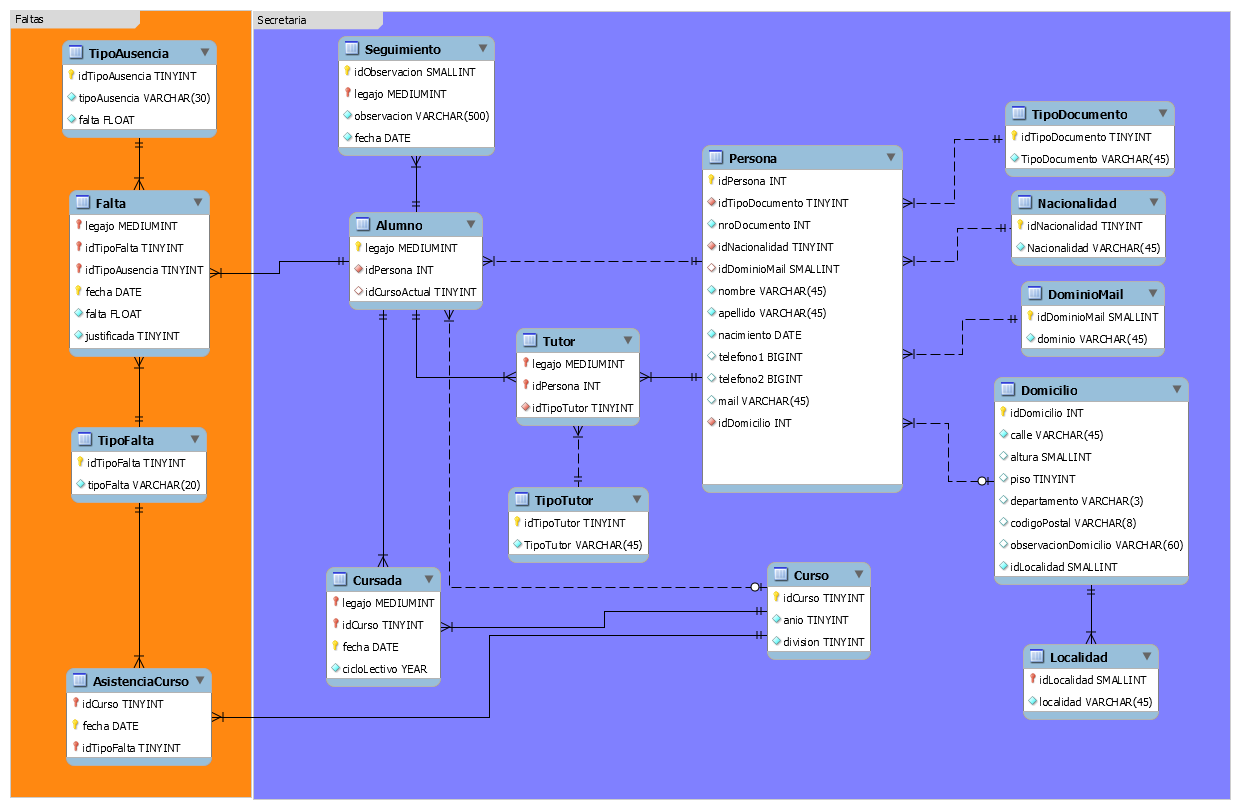 Faltas
TipoAusencia
idTipoAusencia TINYINT
tipoAusencia VARCHAR(30)
falta FLOAT
Falta
legajo MEDIUMINT
idTipoFalta TINYINT
idTipoAusencia TINYINT
fecha DATE
falta FLOAT
justificada TINYINT
TipoFalta
idTipoFalta TINYINT
tipoFalta VARCHAR(20)
AsistenciaCurso
idCurso TINYINT
fecha DATE
idTipoFalta TINYINT
Secretaria
Seguimiento
idObservacion SMALLINT
legajo MEDIUMINT
observacion VARCHAR(500)
fecha DATE
Alumno
legajo MEDIUMINT
idPersona INT
idCursoActual TINYINT
Tutor
legajo MEDIUMINT
idPersona INT
idTipoTutor TINYINT
TipoTutor
idTipoTutor TINYINT
TipoTutor VARCHAR(45)
Cursada
legajo MEDIUMINT
idCurso TINYINT
fecha DATE
cicloLectivo YEAR
Persona
idPersona INT
idTipoDocumento TINYINT
nroDocumento INT
idNacionalidad TINYINT
idDominioMail SMALLINT
nombre VARCHAR(45)
apellido VARCHAR(45)
nacimiento DATE
telefono1 BIGINT
telefono2 BIGINT
mail VARCHAR(45)
idDomicilio INT
Curso
idCurso TINYINT
anio TINYINT
division TINYINT
TipoDocumento
idTipoDocumento TINYINT
TipoDocumento VARCHAR(45)
Nacionalidad
idNacionalidad TINYINT
Nacionalidad VARCHAR(45)
DominioMail
idDominioMail SMALLINT
dominio VARCHAR(45)
Domicilio
idDomicilio INT
calle VARCHAR(45)
altura SMALLINT
piso TINYINT
departamento VARCHAR(3)
codigoPostal VARCHAR(8)
observacionDomicilio VARCHAR(60)
idLocalidad SMALLINT
Localidad
idLocalidad SMALLINT
localidad VARCHAR(45)